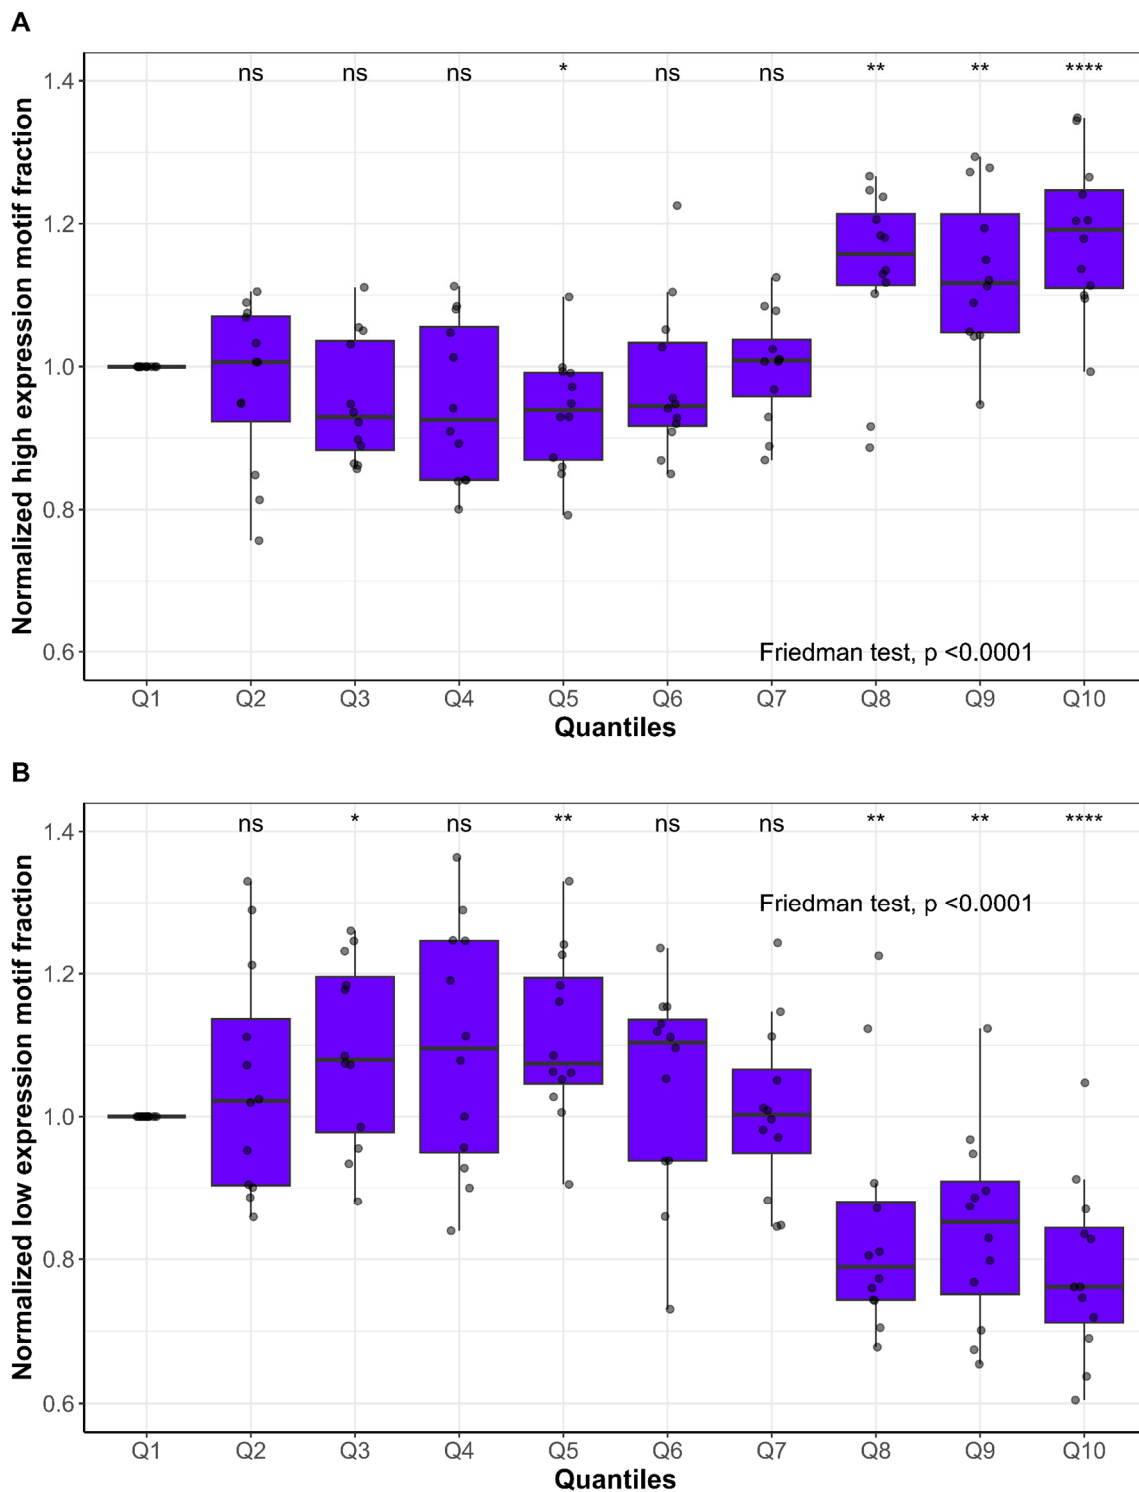 A
ns ns ns * ns ns ** ** ****
1.4
1.2
1.0
0.8
0.6
Normalized high expression motif fraction
Friedman test, p <0.0001
Q1 Q2 Q3 Q4 Q5 Q6 Q7 Q8 Q9 Q10
Quantiles
B
ns * ns ** ns ns ** ** ****
1.4
1.2
1.0
0.8
0.6
Normalized low expression motif fraction
Friedman test, p <0.0001
Q1 Q2 Q3 Q4 Q5 Q6 Q7 Q8 Q9 Q10
Quantiles